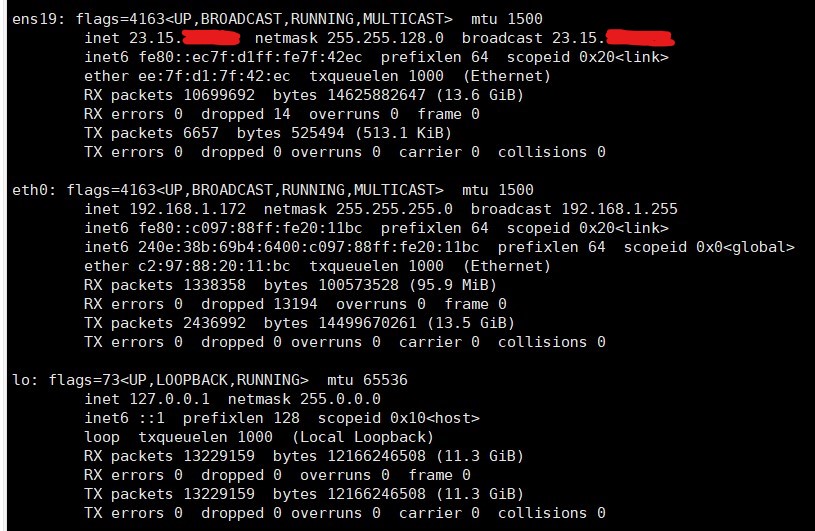 ens19: flags=4163<UP,BROADCAST,RUNNING,MULTICAST>  mtu 1500
        inet 23.15.  netmask 255.255.128.0  broadcast 23.15.
        inet6 fe80::ec7f:d1ff:fe7f:42ec  prefixlen 64  scopeid 0x20<link>
        ether ee:7f:d1:7f:42:ec  txqueuelen 1000  (Ethernet)
        RX packets 10699692  bytes 14625882647 (13.6 GiB)
        RX errors 0  dropped 14  overruns 0  frame 0
        TX packets 6657  bytes 525494 (513.1 KiB)
        TX errors 0  dropped 0 overruns 0  carrier 0  collisions 0
eth0: flags=4163<UP,BROADCAST,RUNNING,MULTICAST>  mtu 1500
        inet 192.168.1.172  netmask 255.255.255.0  broadcast 192.168.1.255
        inet6 fe80::c097:88ff:fe20:11bc  prefixlen 64  scopeid 0x20<link>
        inet6 240e:38b:69b4:6400:c097:88ff:fe20:11bc  prefixlen 64  scopeid 0x0<global>
        ether c2:97:88:20:11:bc  txqueuelen 1000  (Ethernet)
        RX packets 1338358  bytes 100573528 (95.9 MiB)
        RX errors 0  dropped 13194  overruns 0  frame 0
        TX packets 2436992  bytes 14499670261 (13.5 GiB)
        TX errors 0  dropped 0 overruns 0  carrier 0  collisions 0
lo: flags=73<UP,LOOPBACK,RUNNING>  mtu 65536
        inet 127.0.0.1  netmask 255.0.0.0
        inet6 ::1  prefixlen 128  scopeid 0x10<host>
        loop  txqueuelen 1000  (Local Loopback)
        RX packets 13229159  bytes 12166246508 (11.3 GiB)
        RX errors 0  dropped 0  overruns 0  frame 0
        TX packets 13229159  bytes 12166246508 (11.3 GiB)
        TX errors 0  dropped 0 overruns 0  carrier 0  collisions 0